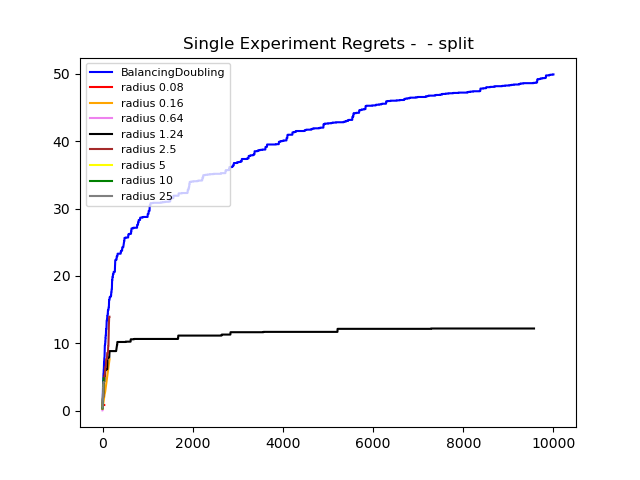 Single Experiment Regrets -  - split
50
40
30
20
10
0
BalancingDoubling
radius 0.08
radius 0.16
radius 0.64
radius 1.24
radius 2.5
radius 5
radius 10
radius 25
0 2000 4000 6000 8000 10000